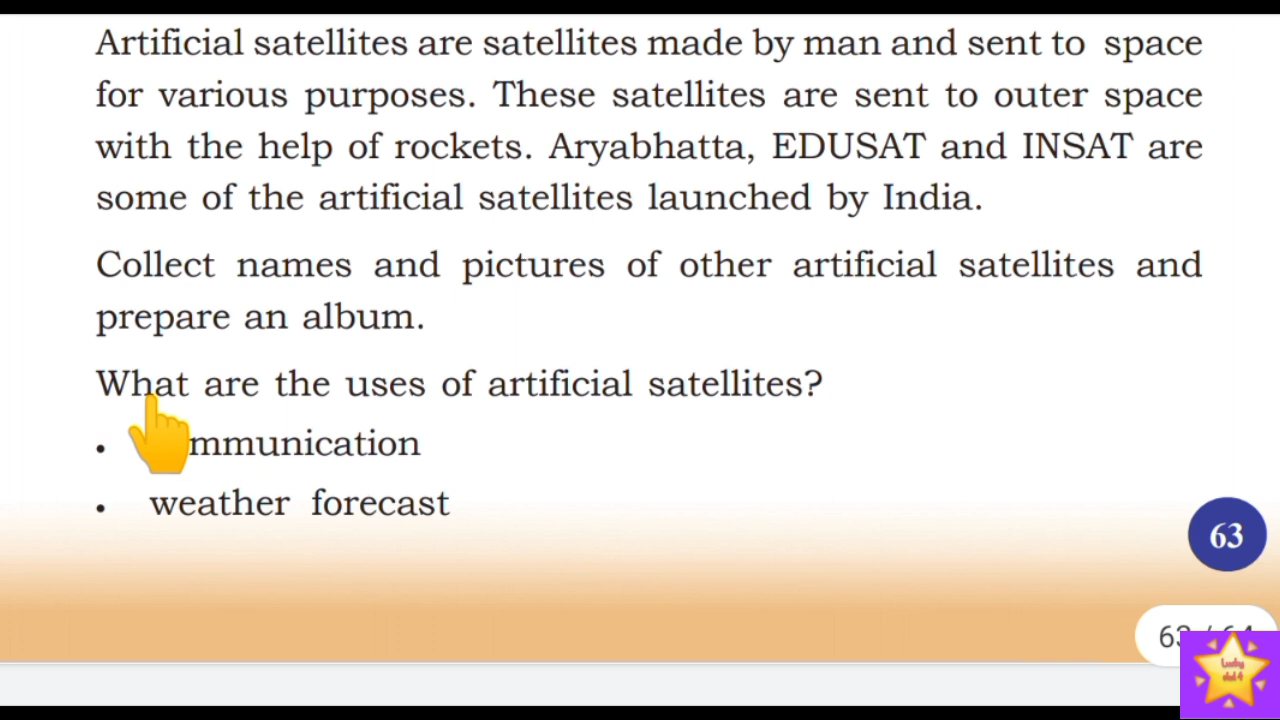 Artificial satellites are satellites made by man and sent to space
for various purposes. These satellites are sent to outer space
with the help of rockets. Aryabhatta, EDUSAT and INSAT are
some of the artificial satellites launched by India.
Collect names and pictures of other artificial satellites and
prepare an album.
What are the uses of artificial satellites?
• mmunication
• weather forecast
63